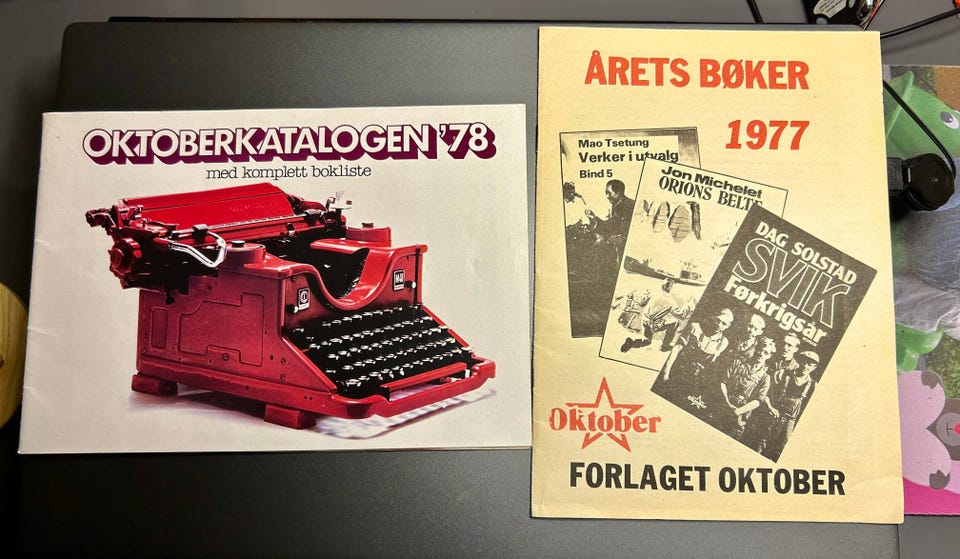 OKTOBERKATALOGEN '78
med komplett bokliste
M40
ÅRETS BØKER
1977
Mao Tsetung
Verker i utvalg
Bind 5
Jon Michelet
ORIONS BELTE
DAG SOLSTAD
SVIK
Førkrigsår
Oktober
FORLAGET OKTOBER